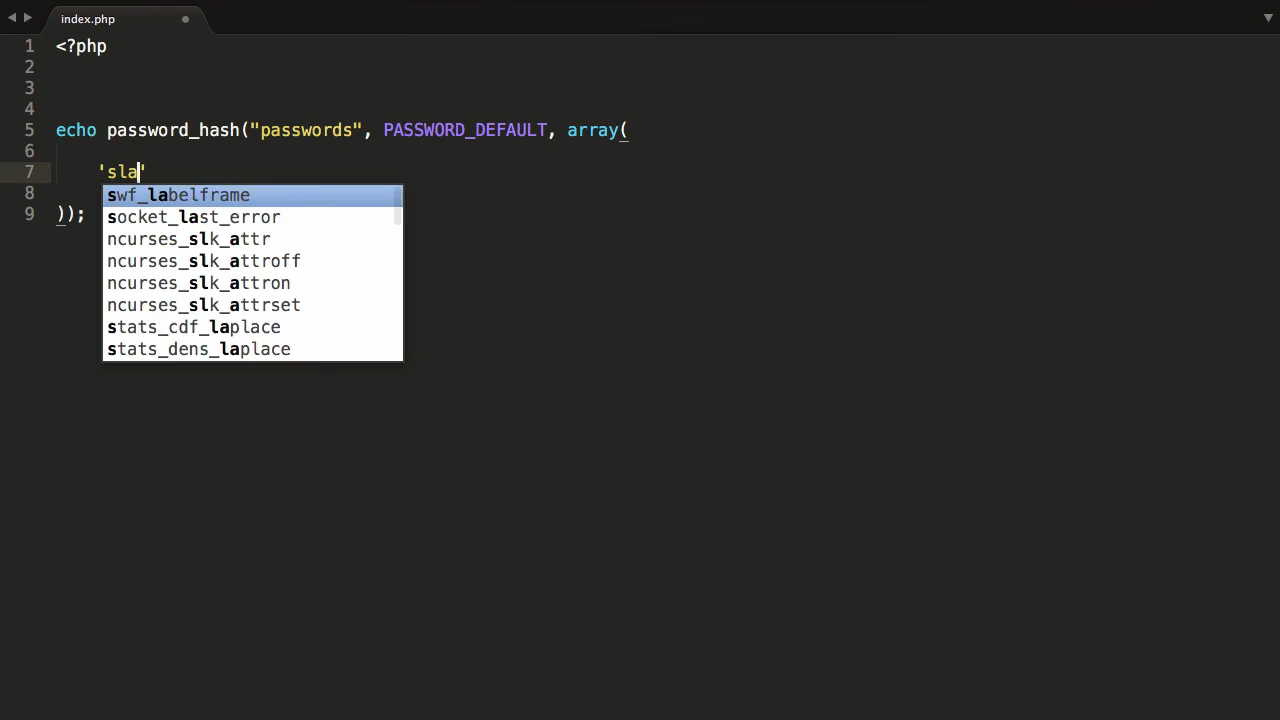 index.php
1 <?php
2
3
4
5 echo password_hash("passwords", PASSWORD_DEFAULT, array(
6
7 'sla'
8
9 ));
swf_labelframe
socket_last_error
ncurses_slk_attr
ncurses_slk_attroff
ncurses_slk_attron
ncurses_slk_attrset
stats_cdf_laplace
stats_dens_laplace